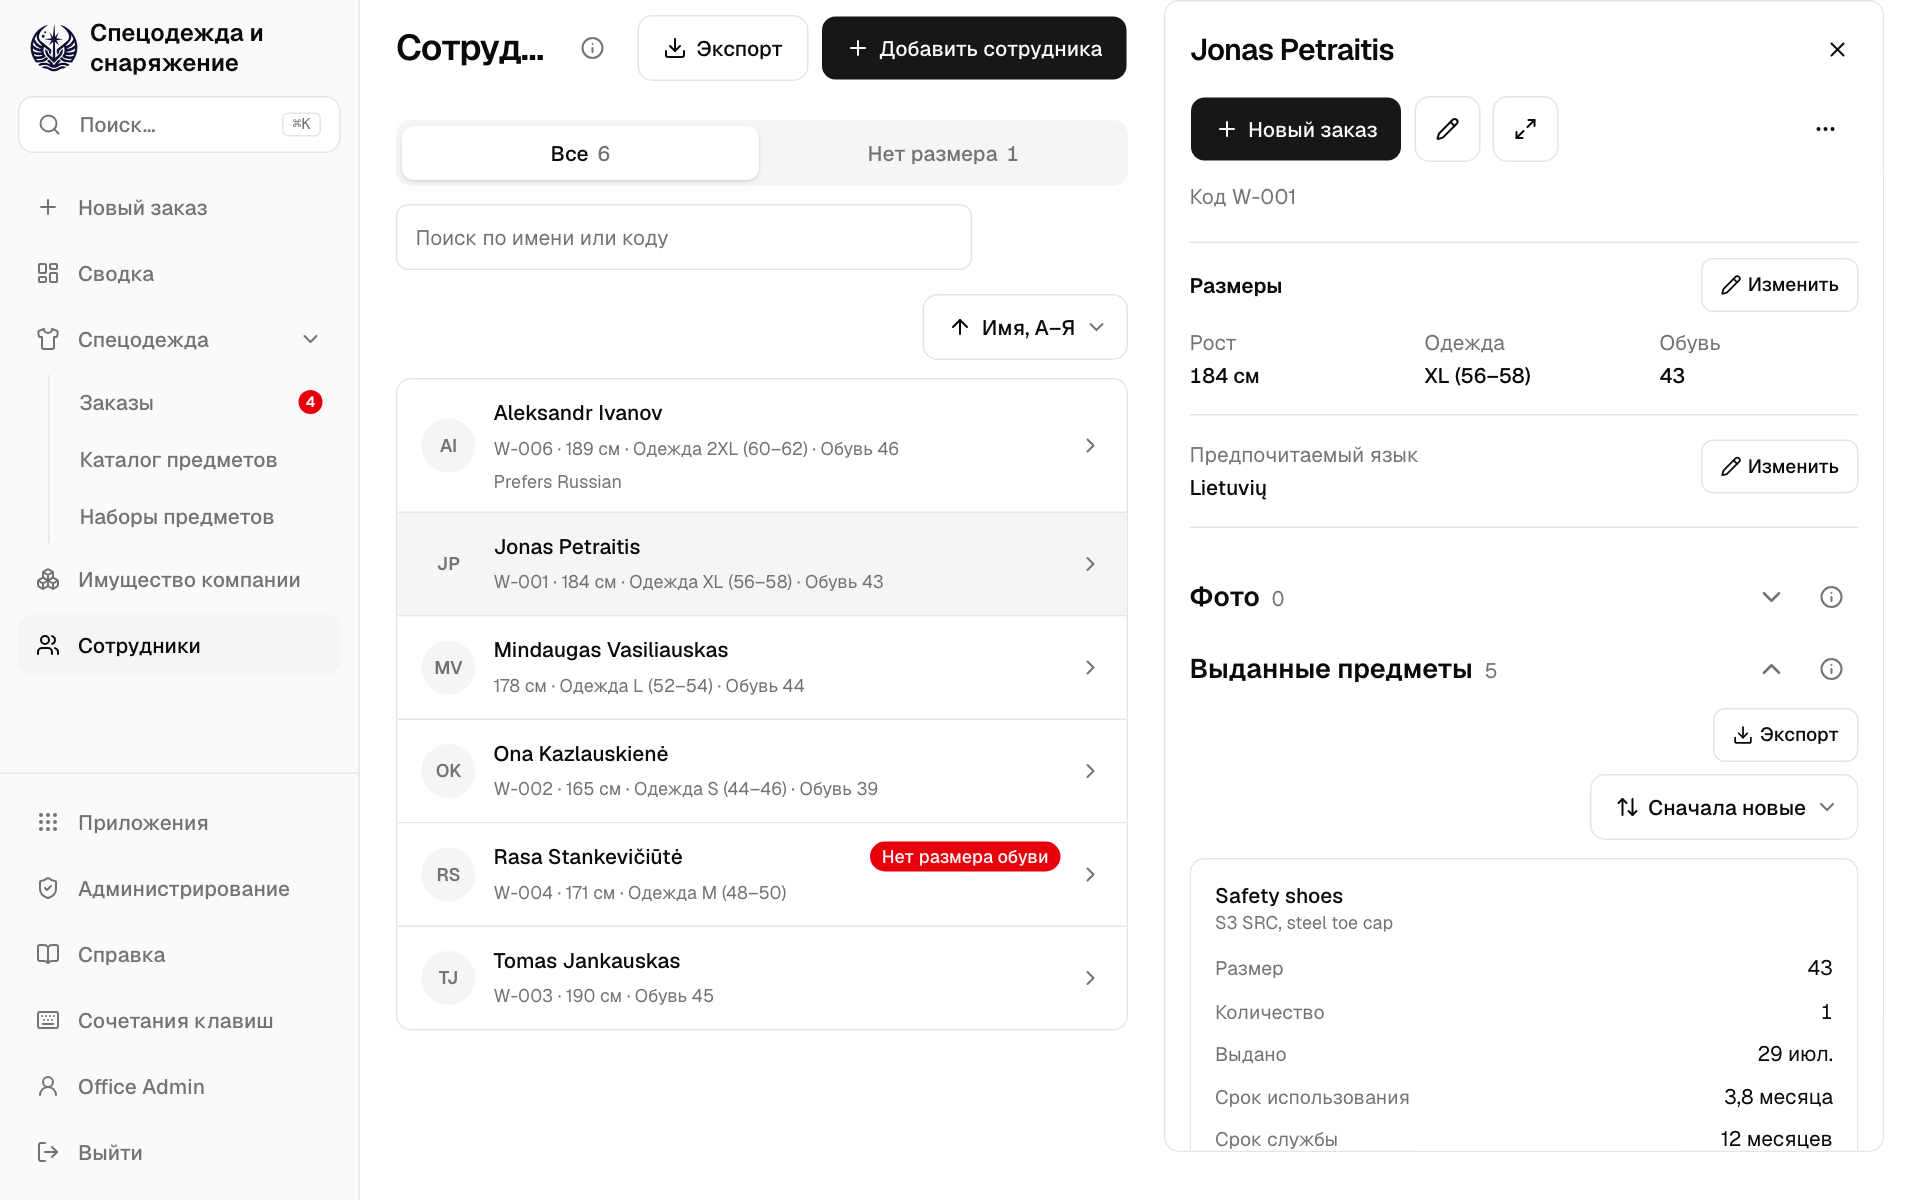 Спецодежда и
снаряжение
Поиск...
⌘K
Новый заказ
Сводка
Спецодежда
Заказы
4
Каталог предметов
Наборы предметов
Имущество компании
Сотрудники
Приложения
Администрирование
Справка
Сочетания клавиш
Office Admin
Выйти
Сотруд...
Экспорт
Добавить сотрудника
Все 6
Нет размера 1
Поиск по имени или коду
Имя, А–Я
AI
Aleksandr Ivanov
W-006 · 189 см · Одежда 2XL (60–62) · Обувь 46
Prefers Russian
JP
Jonas Petraitis
W-001 · 184 см · Одежда XL (56–58) · Обувь 43
MV
Mindaugas Vasiliauskas
178 см · Одежда L (52–54) · Обувь 44
OK
Ona Kazlauskienė
W-002 · 165 см · Одежда S (44–46) · Обувь 39
RS
Rasa Stankevičiūtė
Нет размера обуви
W-004 · 171 см · Одежда M (48–50)
TJ
Tomas Jankauskas
W-003 · 190 см · Обувь 45
Jonas Petraitis
Новый заказ
Код W-001
Размеры
Изменить
Рост
Одежда
Обувь
184 см
XL (56–58)
43
Предпочитаемый язык
Изменить
Lietuvių
Фото 0
Выданные предметы 5
Экспорт
Сначала новые
Safety shoes
S3 SRC, steel toe cap
Размер
43
Количество
1
Выдано
29 июл.
Срок использования
3,8 месяца
Срок службы
12 месяцев